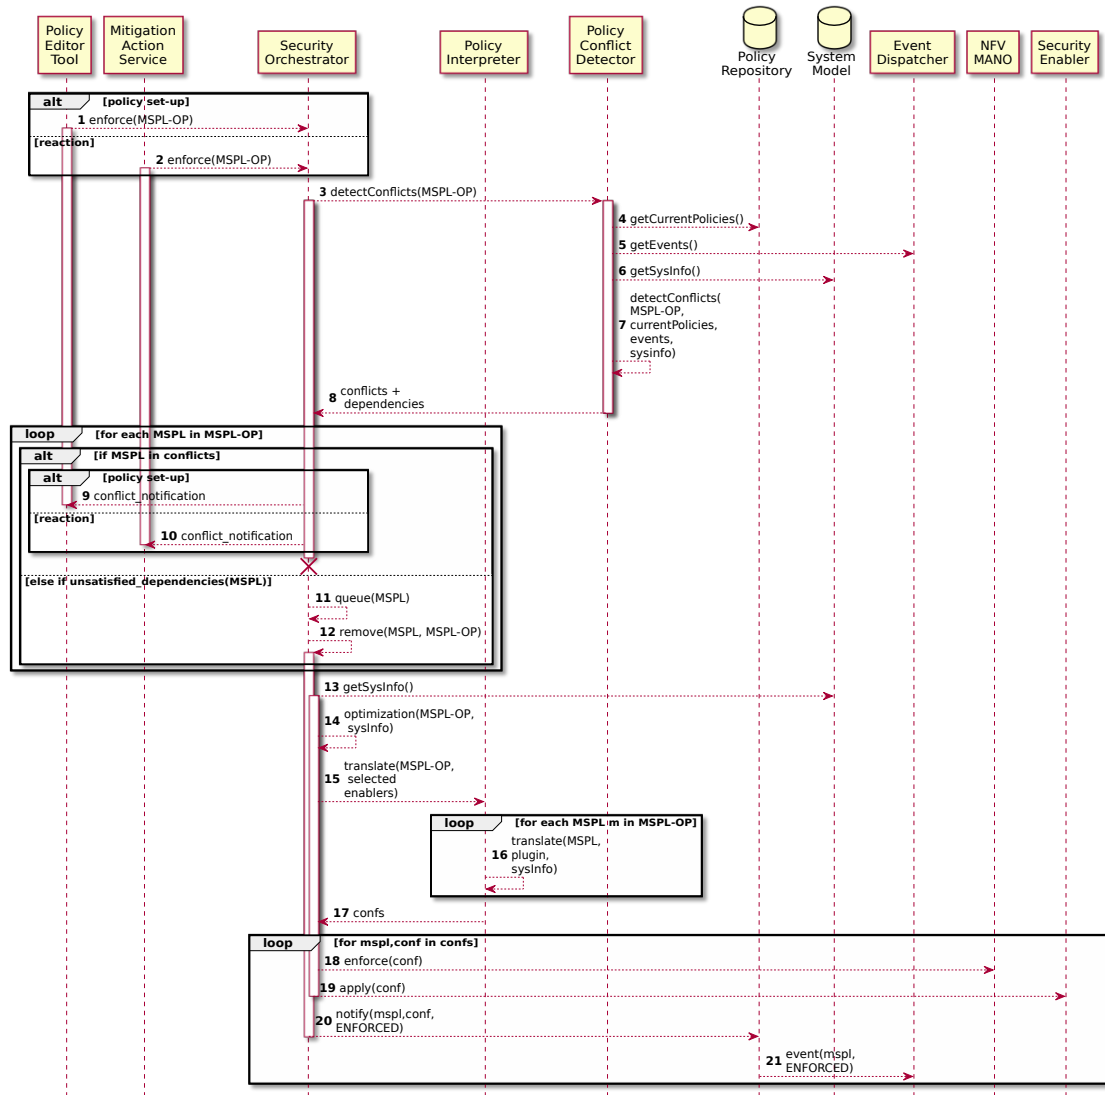 Policy
Editor
Tool
Mitigation
Action
Service
Security
Orchestrator
Policy
Interpreter
Policy
Conflict
Detector
Policy
Repository
System
Model
Event
Dispatcher
NFV
MANO
Security
Enabler
alt [policy set-up]
1 enforce(MSPL-OP)
[reaction]
2 enforce(MSPL-OP)
3 detectConflicts(MSPL-OP)
4 getCurrentPolicies()
5 getEvents()
6 getSysInfo()
detectConflicts(
MSPL-OP,
7 currentPolicies,
events,
sysinfo)
conflicts +
8 dependencies
loop [for each MSPL in MSPL-OP]
alt [if MSPL in conflicts]
alt [policy set-up]
9 conflict_notification
[reaction]
10 conflict_notification
[else if unsatisfied_dependencies(MSPL)]
11 queue(MSPL)
12 remove(MSPL, MSPL-OP)
13 getSysInfo()
14 optimization(MSPL-OP,
sysInfo)
translate(MSPL-OP,
15 selected
enablers)
loop [for each MSPL m in MSPL-OP]
translate(MSPL,
16 plugin,
sysInfo)
17 confs
loop [for mspl,conf in confs]
18 enforce(conf)
19 apply(conf)
20 notify(mspl,conf,
ENFORCED)
21 event(mspl,
ENFORCED)